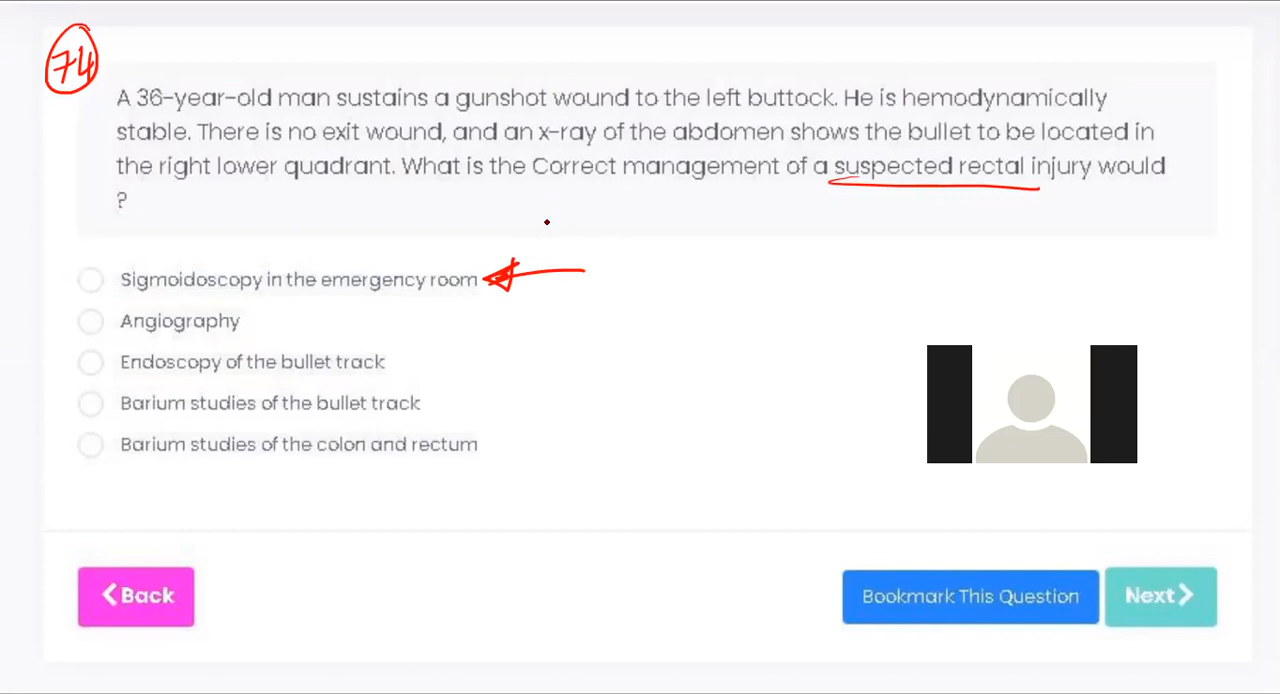 74
A 36-year-old man sustains a gunshot wound to the left buttock. He is hemodynamically
stable. There is no exit wound, and an x-ray of the abdomen shows the bullet to be located in
the right lower quadrant. What is the Correct management of a suspected rectal injury would
?
Sigmoidoscopy in the emergency room
Angiography
Endoscopy of the bullet track
Barium studies of the bullet track
Barium studies of the colon and rectum
Back
Bookmark This Question
Next